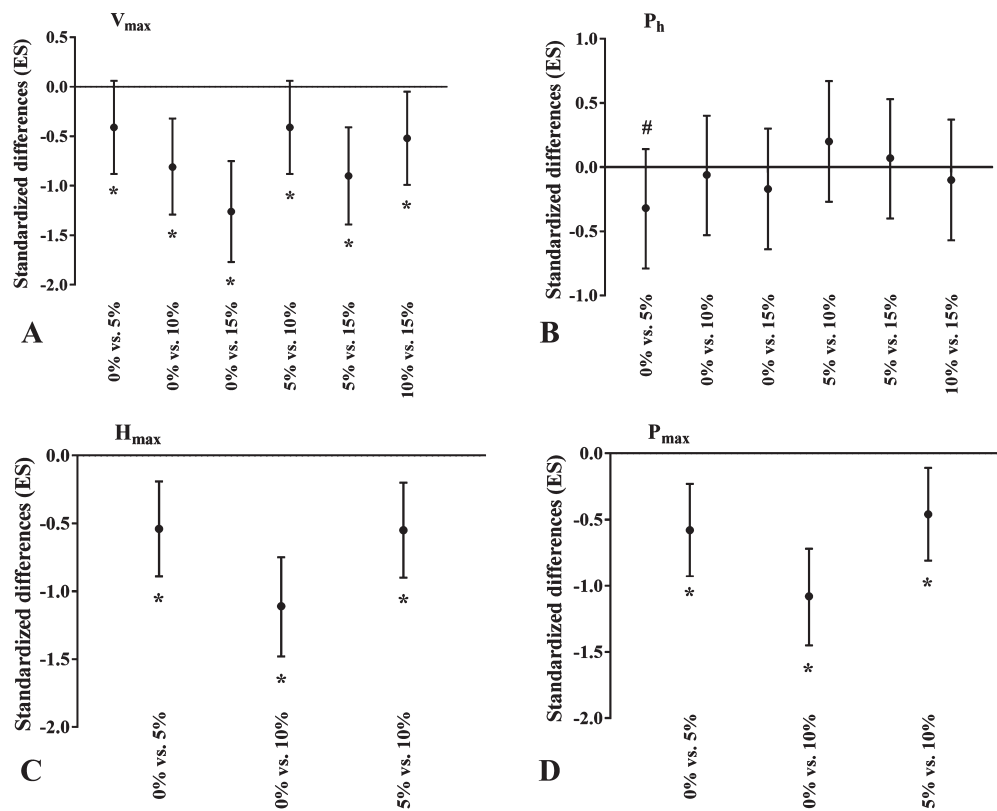 V_max
Standardized differences (ES)
0.5
0.0
-0.5
-1.0
-1.5
-2.0
*
*
*
*
*
*
0% vs. 5%
0% vs. 10%
0% vs. 15%
5% vs. 10%
5% vs. 15%
10% vs. 15%
A
P_h
Standardized differences (ES)
1.0
0.5
0.0
-0.5
-1.0
#
0% vs. 5%
0% vs. 10%
0% vs. 15%
5% vs. 10%
5% vs. 15%
10% vs. 15%
B
H_max
Standardized differences (ES)
0.0
-0.5
-1.0
-1.5
-2.0
*
*
*
0% vs. 5%
0% vs. 10%
5% vs. 10%
C
P_max
Standardized differences (ES)
0.0
-0.5
-1.0
-1.5
-2.0
*
*
*
0% vs. 5%
0% vs. 10%
5% vs. 10%
D